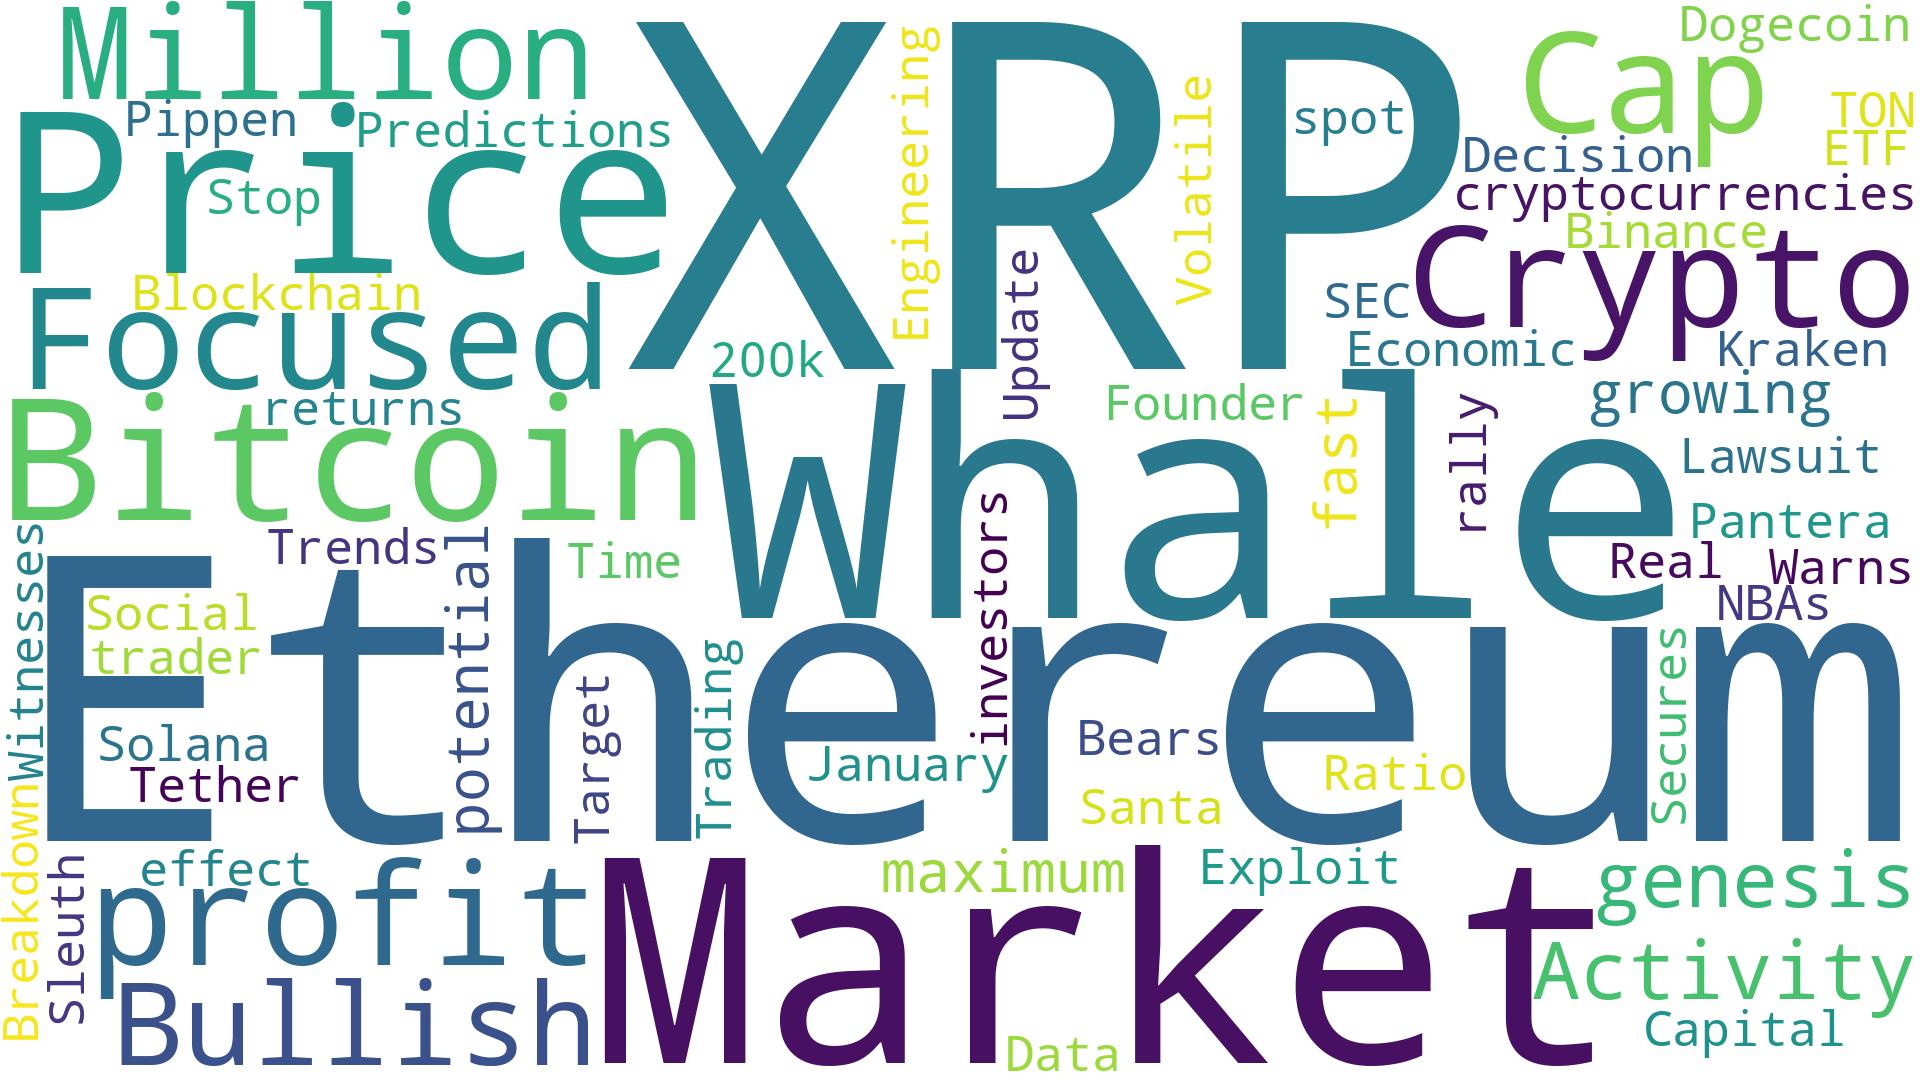 Million
XRP
Cap
Dogecoin
Pippen
Predictions
Price
Stop
Engineering
Volatile
spot
TON
ETF
Decision
cryptocurrencies
Binance
Crypto
Blockchain
Focused
Update
SEC
Economic
Kraken
200k
returns
Bitcoin
Whale
Founder
fast
rally
growing
Lawsuit
Pantera
Real
Warns
NBAs
Witnesses
Trends
potential
Time
investors
Ethereum
Social
trader
Solana
Tether
Target
Trading
January
Bears
Santa
Ratio
Secures
Breakdown
Sleuth
effect
profit
Bullish
Market
maximum
Exploit
genesis
Activity
Capital
Data